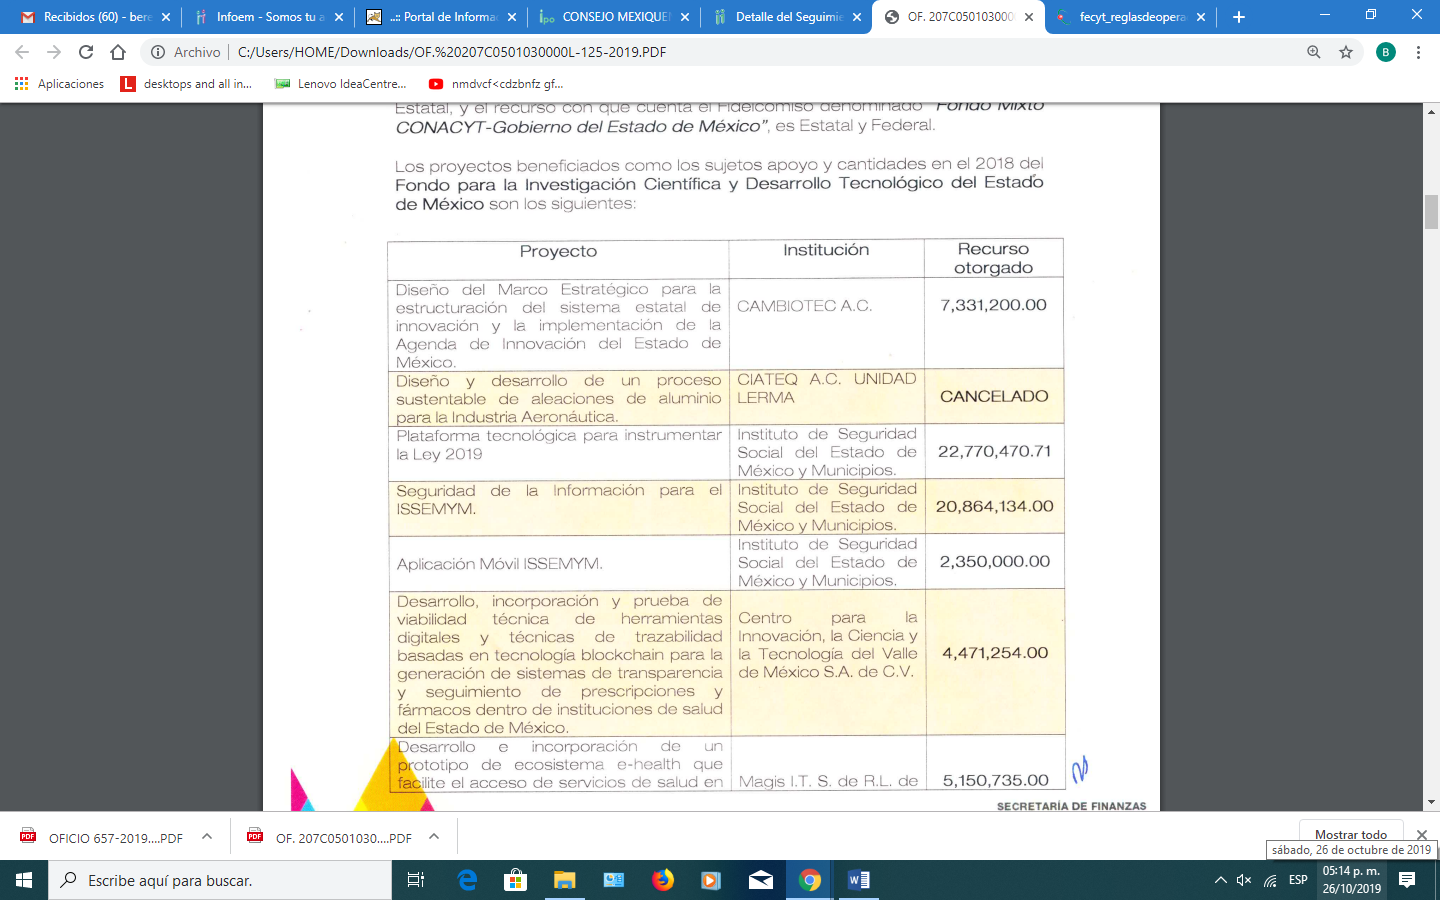 Recibidos (60) - bere
Infoem - Somos tu a
..:: Portal de Informa
CONSEJO MEXIQUEN
Detalle del Seguimie
OF. 207C0501030000
fecyt_reglasdeopera
Archivo
C:/Users/HOME/Downloads/OF.%20207C0501030000L-125-2019.PDF
B
Aplicaciones
desktops and all in...
Lenovo IdeaCentre...
nmdvcf<cdzbnfz gf...
Estatal, y el recurso con que cuenta el Fideicomiso denominado "Fondo Mixto
CONACYT-Gobierno del Estado de México", es Estatal y Federal.
Los proyectos beneficiados como los sujetos apoyo y cantidades en el 2018 del
Fondo para la Investigación Científica y Desarrollo Tecnológico del Estado
de México son los siguientes:
Proyecto
Institución
Recurso
otorgado
Diseño del Marco Estratégico para la
estructuración del sistema estatal de
innovación y la implementación de la
Agenda de Innovación del Estado de
México.
CAMBIOTEC A.C.
7,331,200.00
Diseño y desarrollo de un proceso
sustentable de aleaciones de aluminio
para la Industria Aeronáutica.
CIATEQ A.C. UNIDAD
LERMA
CANCELADO
Plataforma tecnológica para instrumentar
la Ley 2019
Instituto de Seguridad
Social del Estado de
México y Municipios.
22,770,470.71
Seguridad de la Información para el
ISSEMYM.
Instituto de Seguridad
Social del Estado de
México y Municipios.
20,864,134.00
Aplicación Móvil ISSEMYM.
Instituto de Seguridad
Social del Estado de
México y Municipios.
2,350,000.00
Desarrollo, incorporación y prueba de
viabilidad técnica de herramientas
digitales y técnicas de trazabilidad
basadas en tecnología blockchain para la
generación de sistemas de transparencia
y seguimiento de prescripciones y
fármacos dentro de instituciones de salud
del Estado de México.
Centro para la
Innovación, la Ciencia y
la Tecnología del Valle
de México S.A. de C.V.
4,471,254.00
Desarrollo e incorporación de un
prototipo de ecosistema e-health que
facilite el acceso de servicios de salud en
Magis I.T. S. de R.L. de
5,150,735.00
SECRETARÍA DE FINANZAS
OFICIO 657-2019....PDF
OF. 207C0501030....PDF
Mostrar todo
sábado, 26 de octubre de 2019
Escribe aquí para buscar.
ESP
05:14 p. m.
26/10/2019